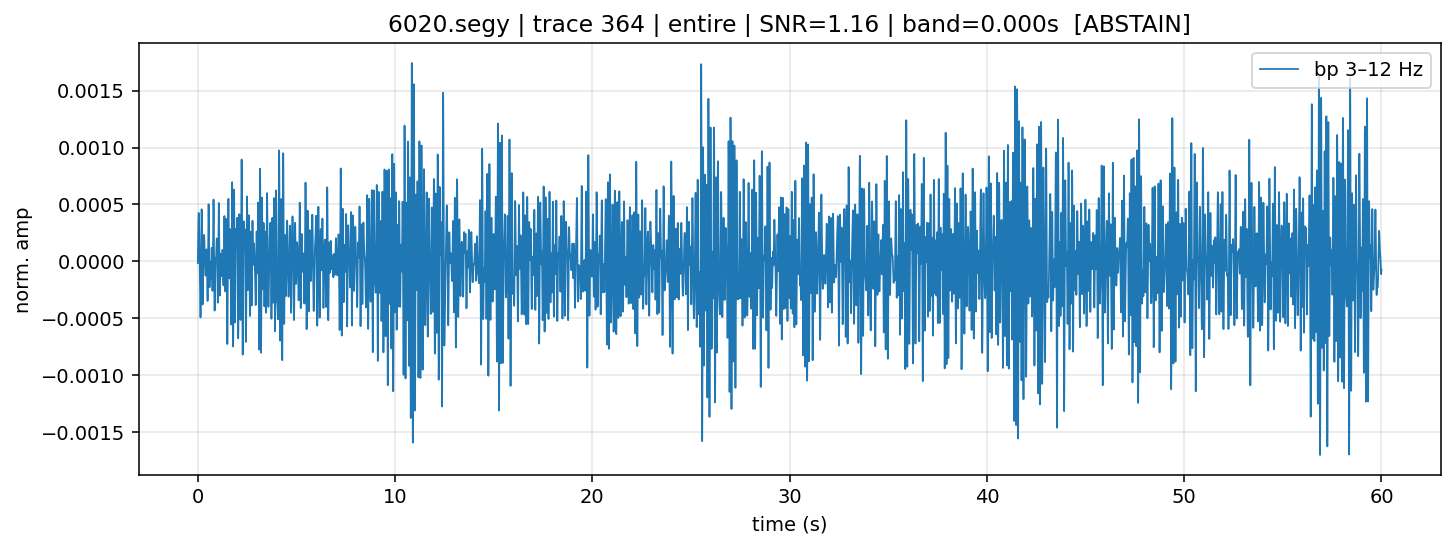 6020.segy | trace 364 | entire | SNR=1.16 | band=0.000s  [ABSTAIN]
bp 3–12 Hz
norm. amp
0.0015
0.0010
0.0005
0.0000
−0.0005
−0.0010
−0.0015
0 10 20 30 40 50 60
time (s)